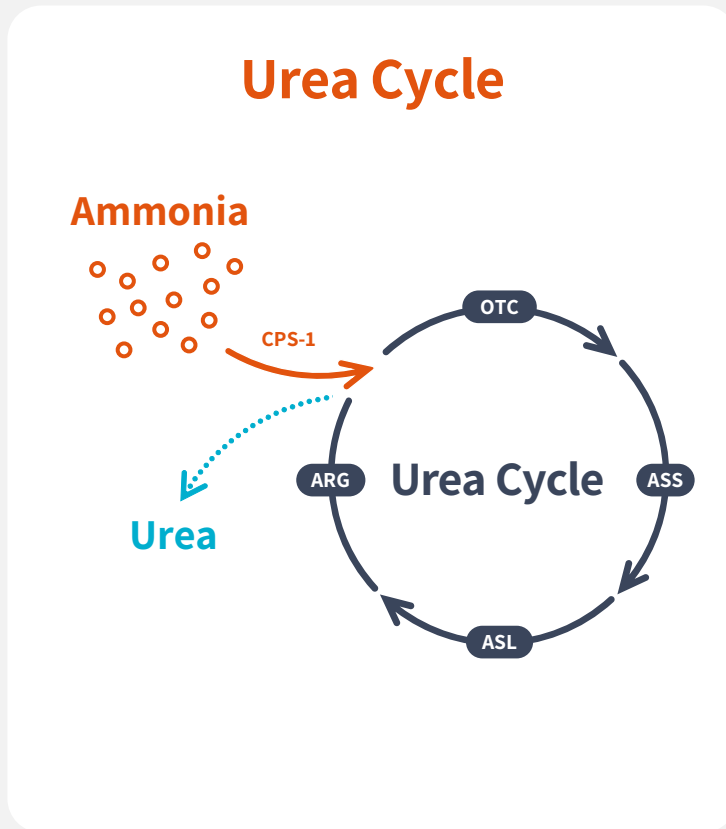 Urea Cycle
Ammonia
CPS-1
OTC
ARG
Urea Cycle
ASS
Urea
ASL